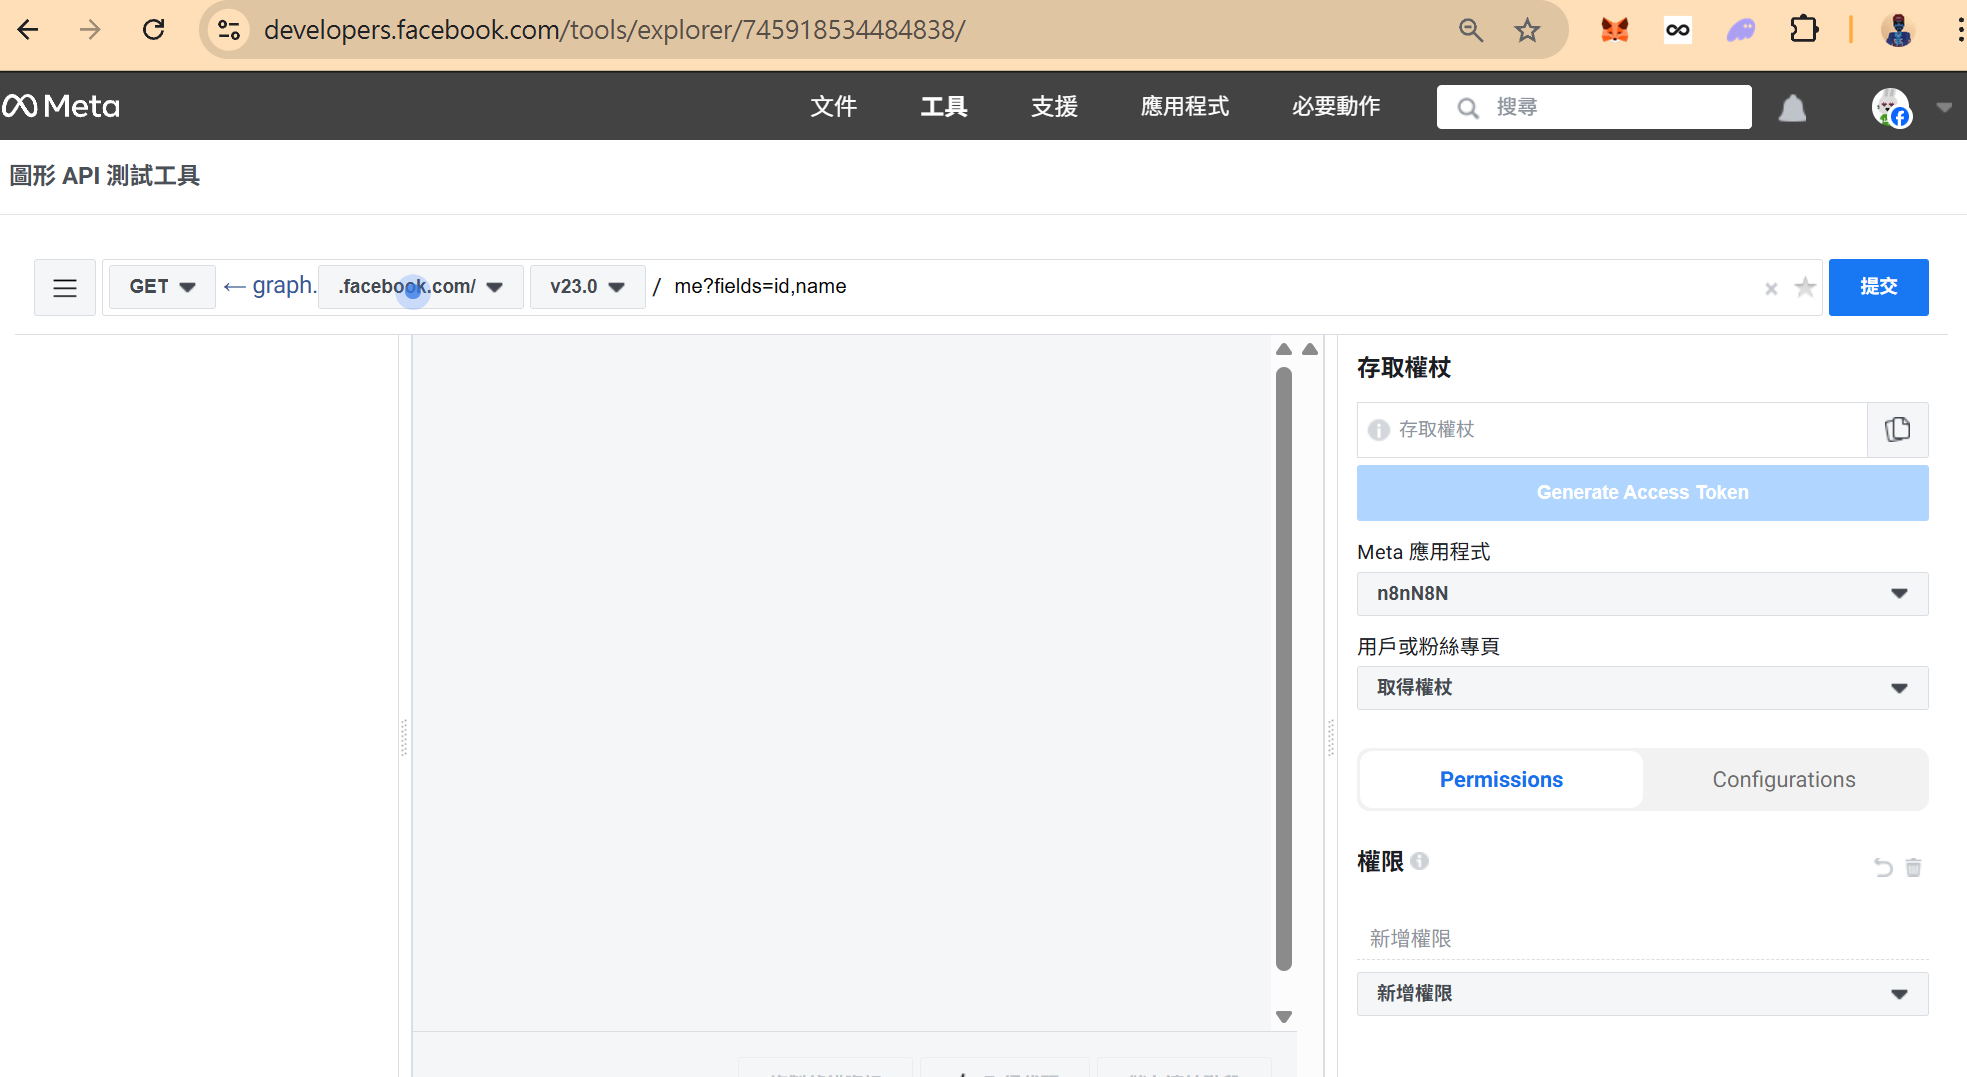 developers.facebook.com/tools/explorer/745918534484838/
Meta
文件
工具
支援
應用程式
必要動作
搜尋
圖形 API 測試工具
GET
← graph.
.facebook.com/
v23.0
/
me?fields=id,name
×
提交
存取權杖
存取權杖
Generate Access Token
Meta 應用程式
n8nN8N
用戶或粉絲專頁
取得權杖
Permissions
Configurations
權限
新增權限
新增權限